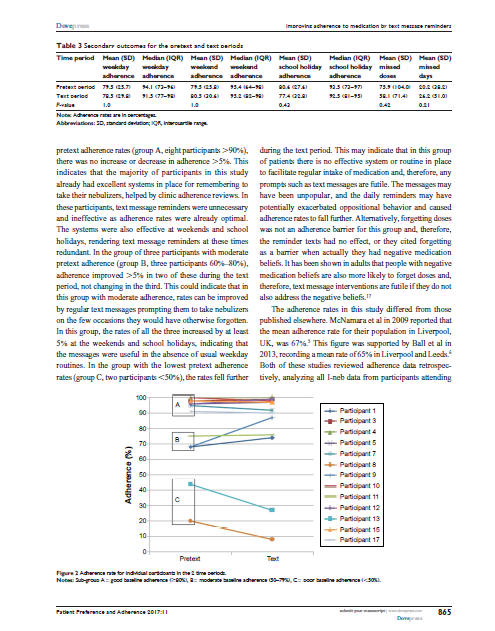 Dovepress
Improving adherence to medication by text message reminders
Table 3 Secondary outcomes for the pretext and text periods
Time period Mean (SD) Median (IQR) Mean (SD) Median (IQR) Mean (SD) Median (IQR) Mean (SD) Mean (SD)
weekday weekday weekend weekend school holiday school holiday missed missed
adherence adherence adherence adherence adherence adherence doses days
Pretext period 79.5 (25.7) 94.1 (73–96) 79.5 (25.8) 95.4 (64–98) 80.6 (27.6) 93.5 (73–97) 75.9 (104.0) 20.2 (38.2)
Text period 78.5 (29.8) 91.5 (77–98) 80.5 (30.6) 95.2 (82–98) 77.4 (32.8) 92.5 (81–95) 58.1 (71.4) 26.2 (51.0)
P-value 1.0 1.0 0.43 0.42 0.21
Note: Adherence rates are in percentages.
Abbreviations: SD, standard deviation; IQR, interquartile range.
pretext adherence rates (group A, eight participants >90%),
there was no increase or decrease in adherence >5%. This
indicates that the majority of participants in this study
already had excellent systems in place for remembering to
take their nebulizers, helped by clinic adherence reviews. In
these participants, text message reminders were unnecessary
and ineffective as adherence rates were already optimal.
The systems were also effective at weekends and school
holidays, rendering text message reminders at these times
redundant. In the group of three participants with moderate
pretext adherence (group B, three participants 60%–80%),
adherence improved >5% in two of these during the text
period, not changing in the third. This could indicate that in
this group with moderate adherence, rates can be improved
by regular text messages prompting them to take nebulizers
on the few occasions they would have otherwise forgotten.
In this group, the rates of all the three increased by at least
5% at the weekends and school holidays, indicating that
the messages were useful in the absence of usual weekday
routines. In the group with the lowest pretext adherence
rates (group C, two participants <50%), the rates fell further
during the text period. This may indicate that in this group
of patients there is no effective system or routine in place
to facilitate regular intake of medication and, therefore, any
prompts such as text messages are futile. The messages may
have been unpopular, and the daily reminders may have
potentially exacerbated oppositional behavior and caused
adherence rates to fall further. Alternatively, forgetting doses
was not an adherence barrier for this group and, therefore,
the reminder texts had no effect, or they cited forgetting
as a barrier when actually they had negative medication
beliefs. It has been shown in adults that people with negative
medication beliefs are also more likely to forget doses and,
therefore, text message interventions are futile if they do not
also address the negative beliefs.17
The adherence rates in this study differed from those
published elsewhere. McNamara et al in 2009 reported that
the mean adherence rate for their population in Liverpool,
UK, was 67%.5 This figure was supported by Ball et al in
2013, recording a mean rate of 65% in Liverpool and Leeds.6
Both of these studies reviewed adherence data retrospec-
tively, analyzing all I-neb data from participants attending
Adherence (%)
100
90
80
70
60
50
40
30
20
10
0
A
B
C
Pretext Text
Participant 1
Participant 3
Participant 4
Participant 5
Participant 7
Participant 8
Participant 9
Participant 10
Participant 11
Participant 12
Participant 13
Participant 15
Participant 17
Figure 2 Adherence rate for individual participants in the 2 time periods.
Notes: Sub-group A = good baseline adherence (≥80%), B = moderate baseline adherence (50–79%), C = poor baseline adherence (<50%).
Patient Preference and Adherence 2017:11
submit your manuscript | www.dovepress.com
Dovepress
865